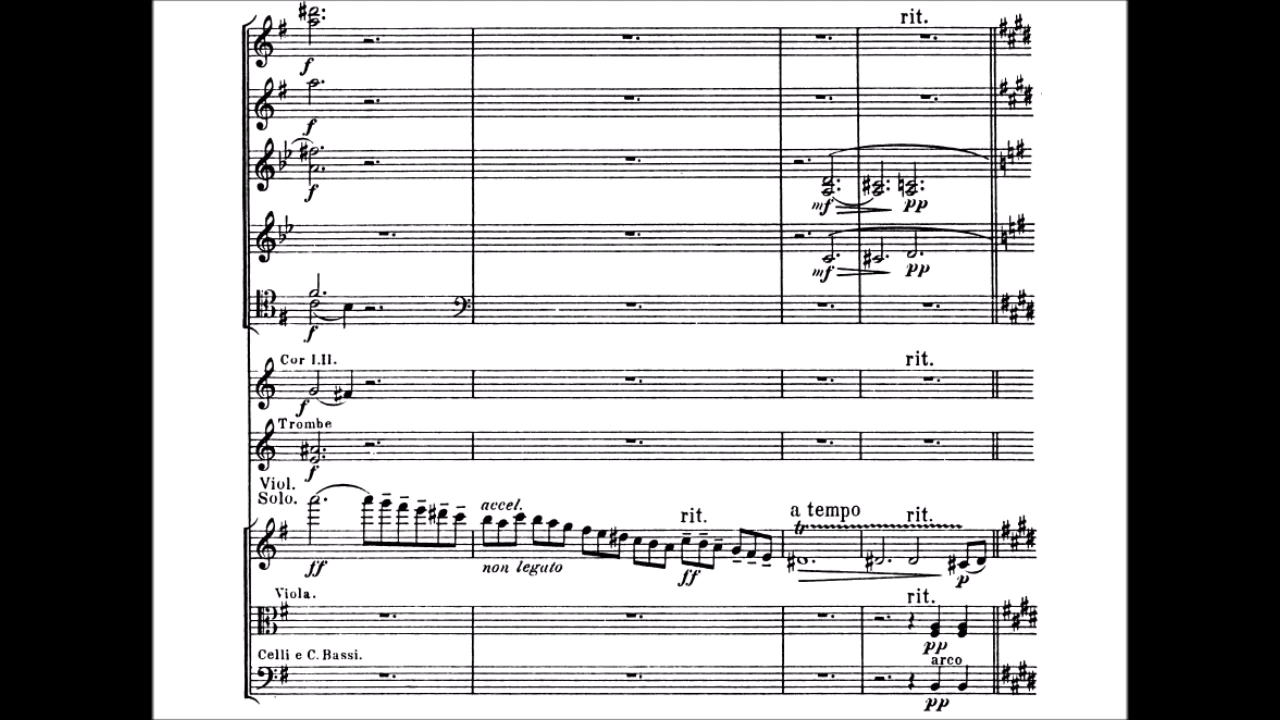 rit.
f
f
f
mf pp
mf pp
f
Cor I.II. rit.
f
Trombe
f
Viol.
Solo. accel. rit. a tempo rit.
ff non legato ff p
Viola. rit.
pp
Celli e C. Bassi. arco
pp